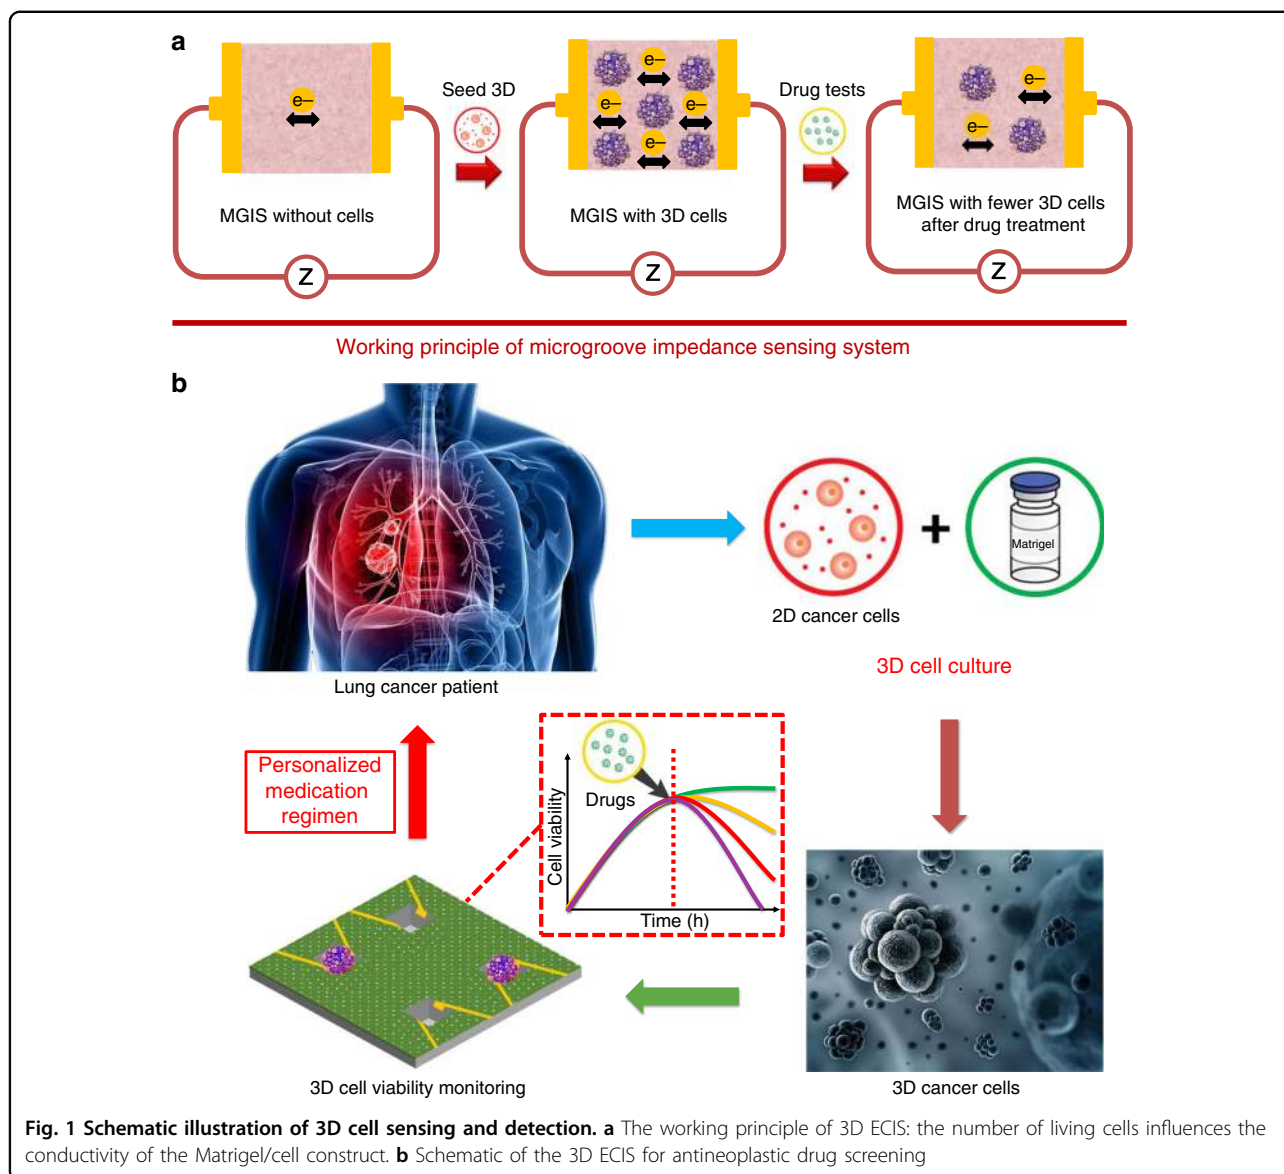 a
e–
MGIS without cells
Z
Seed 3D
e–
e–
e–
e–
MGIS with 3D cells
Z
Drug tests
e–
e–
MGIS with fewer 3D cells
after drug treatment
Z
Working principle of microgroove impedance sensing system
b
Lung cancer patient
2D cancer cells
+
Matrigel
3D cell culture
Personalized
medication
regimen
Drugs
Cell viability
Time (h)
3D cell viability monitoring
3D cancer cells
Fig. 1 Schematic illustration of 3D cell sensing and detection. a The working principle of 3D ECIS: the number of living cells influences the
conductivity of the Matrigel/cell construct. b Schematic of the 3D ECIS for antineoplastic drug screening